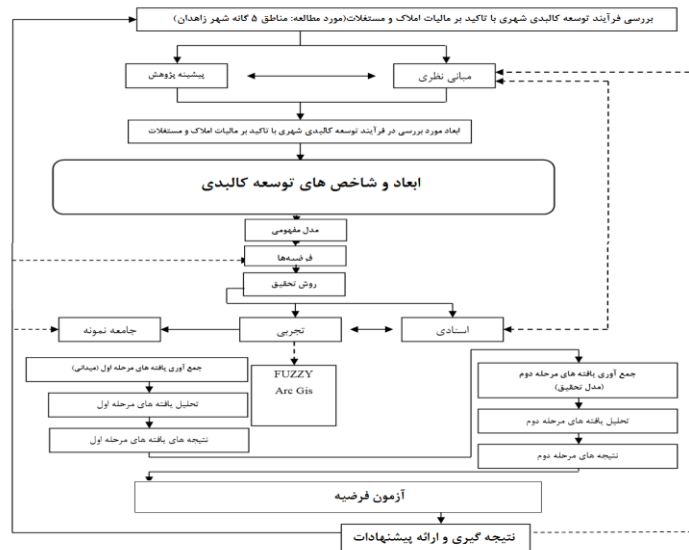 بررسی فرآیند توسعه کالبدی شهری با تاکید بر مالیات املاک و مستغلات(مورد مطالعه: مناطق ۵ گانه شهر زاهدان)
مبانی نظری
پیشینه پژوهش
ابعاد مورد بررسی در فرآیند توسعه کالبدی شهری با تاکید بر مالیات املاک و مستغلات
ابعاد و شاخص های توسعه کالبدی
مدل مفهومی
فرضیه‌ها
روش تحقیق
اسنادی
تجربی
جامعه نمونه
FUZZY
Arc Gis
جمع آوری یافته های مرحله اول (میدانی)
تحلیل یافته های مرحله اول
نتیجه های یافته های مرحله اول
جمع آوری یافته های مرحله دوم
(مدل تحقیق)
تحلیل یافته های مرحله دوم
نتیجه های مرحله دوم
آزمون فرضیه
نتیجه گیری و ارائه پیشنهادات